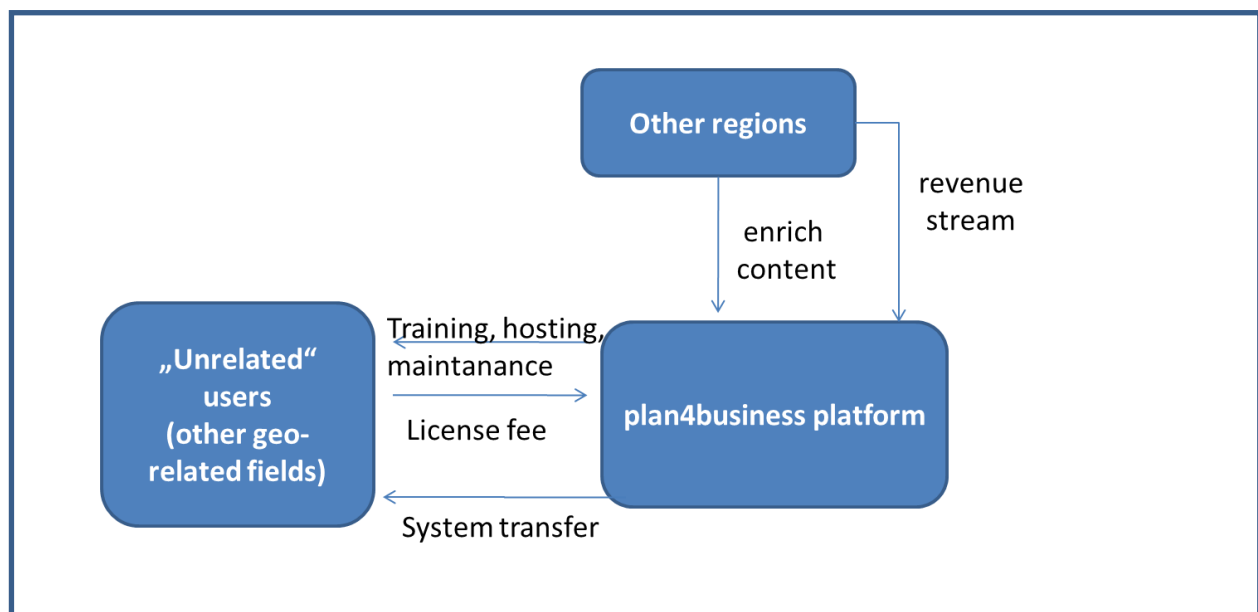 Other regions
revenue
stream
enrich
content
Training, hosting,
maintanance
License fee
System transfer
„Unrelated“
users
(other geo-
related fields)
plan4business platform